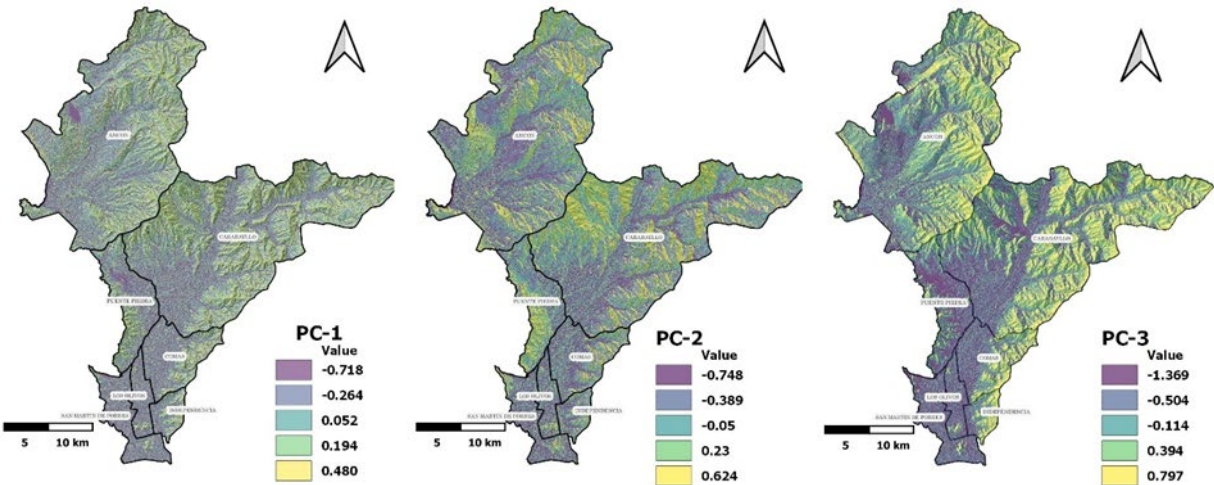 ANCÓN
CARABAYLLO
PUENTE PIEDRA
COMAS
LOS OLIVOS
SAN MARTIN DE PORRES
INDEPENDENCIA
5 10 km
PC-1
Value
-0.718
-0.264
0.052
0.194
0.480
ANCÓN
CARABAYLLO
PUENTE PIEDRA
COMAS
LOS OLIVOS
SAN MARTIN DE PORRES
INDEPENDENCIA
5 10 km
PC-2
Value
-0.748
-0.389
-0.05
0.23
0.624
ANCÓN
CARABAYLLO
PUENTE PIEDRA
COMAS
LOS OLIVOS
SAN MARTIN DE PORRES
INDEPENDENCIA
5 10 km
PC-3
Value
-1.369
-0.504
-0.114
0.394
0.797